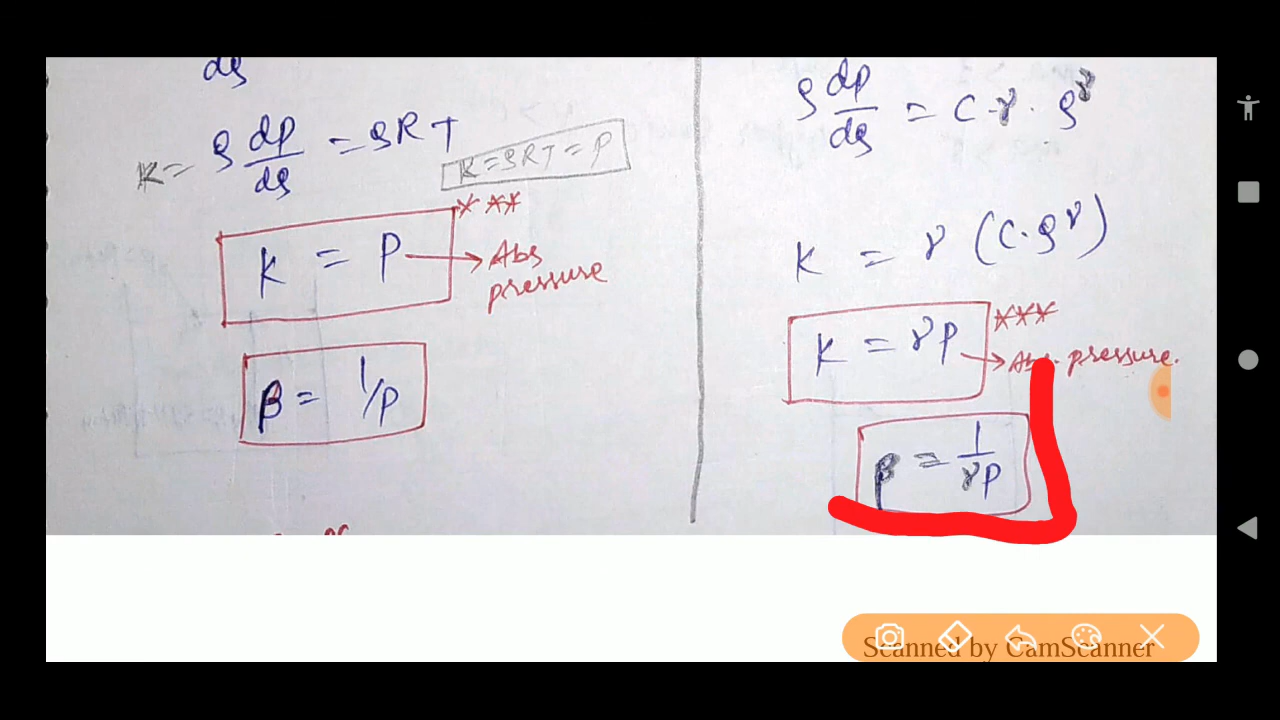 dρ
K = ρ dP/dρ = ρRT
K = ρRT = P
***
K = P → Abs pressure
β = 1/P
ρ dP/dρ = C·γ·ρ^γ
K = γ (C·ρ^γ)
***
K = γP → Abs. pressure.
β = 1/γP
Scanned by CamScanner